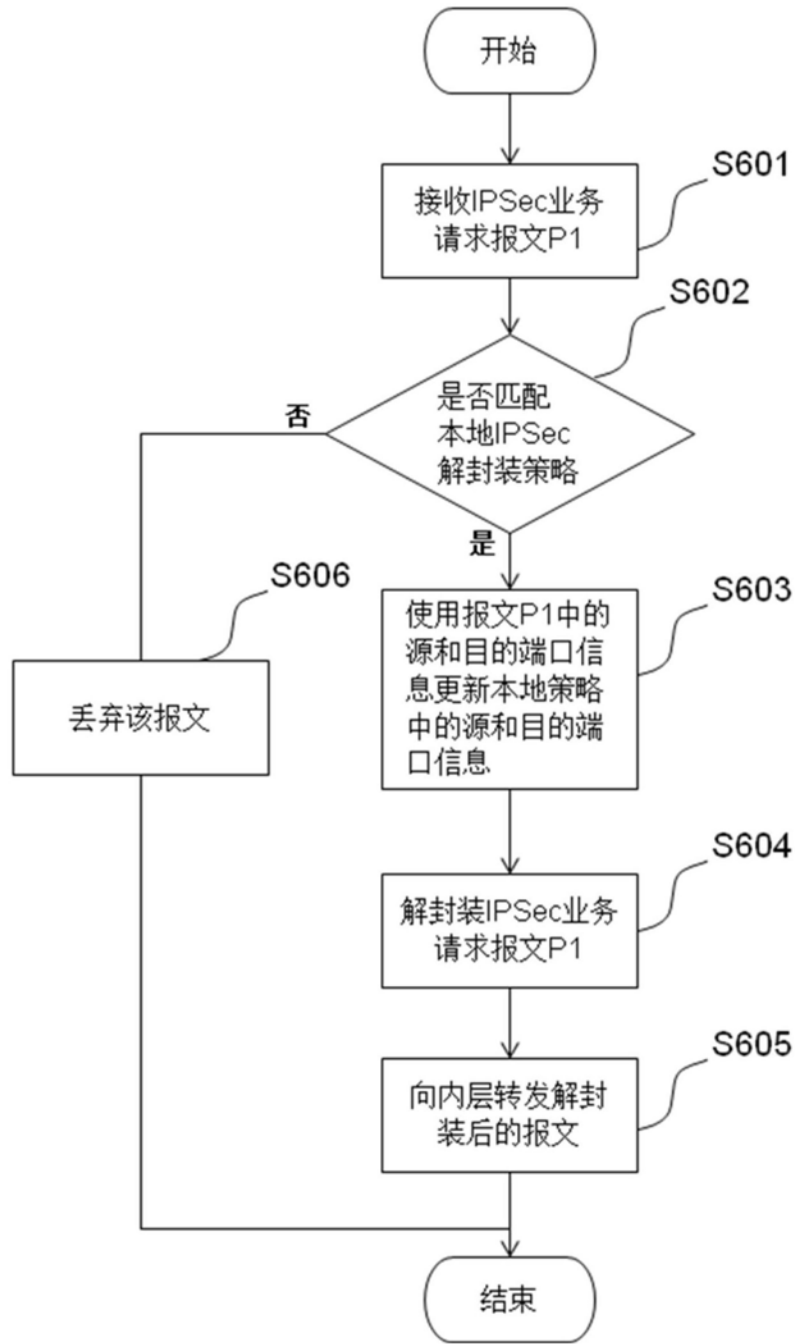 开始
S601
接收IPSec业务
请求报文P1
S602
是否匹配
本地IPSec
解封装策略
否
是
S606
丢弃该报文
S603
使用报文P1中的
源和目的端口信
息更新本地策略
中的源和目的端
口信息
S604
解封装IPSec业务
请求报文P1
S605
向内层转发解封
装后的报文
结束